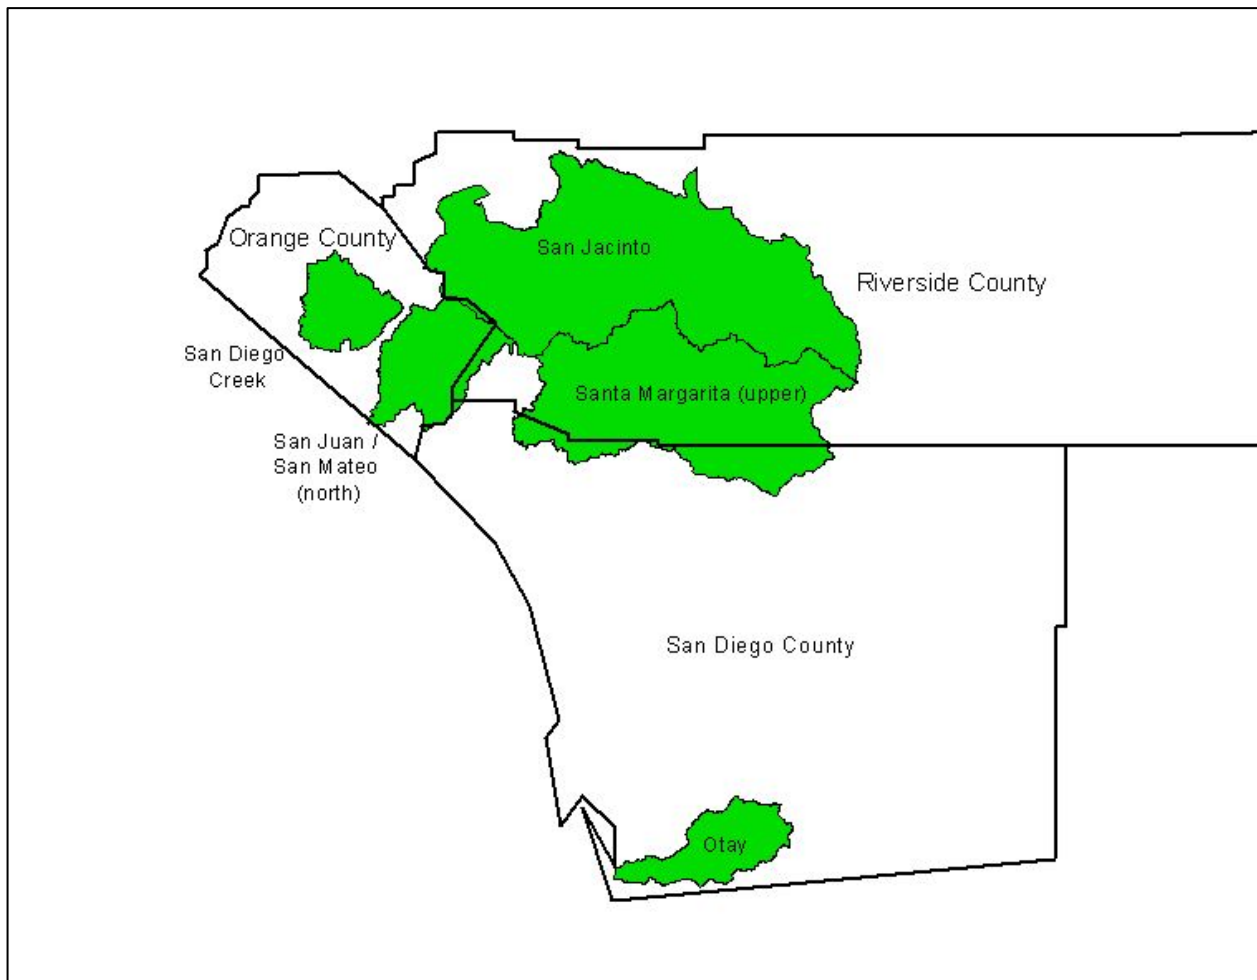 Orange County
San Jacinto
Riverside County
San Diego
Creek
Santa Margarita (upper)
San Juan /
San Mateo
(north)
San Diego County
Otay